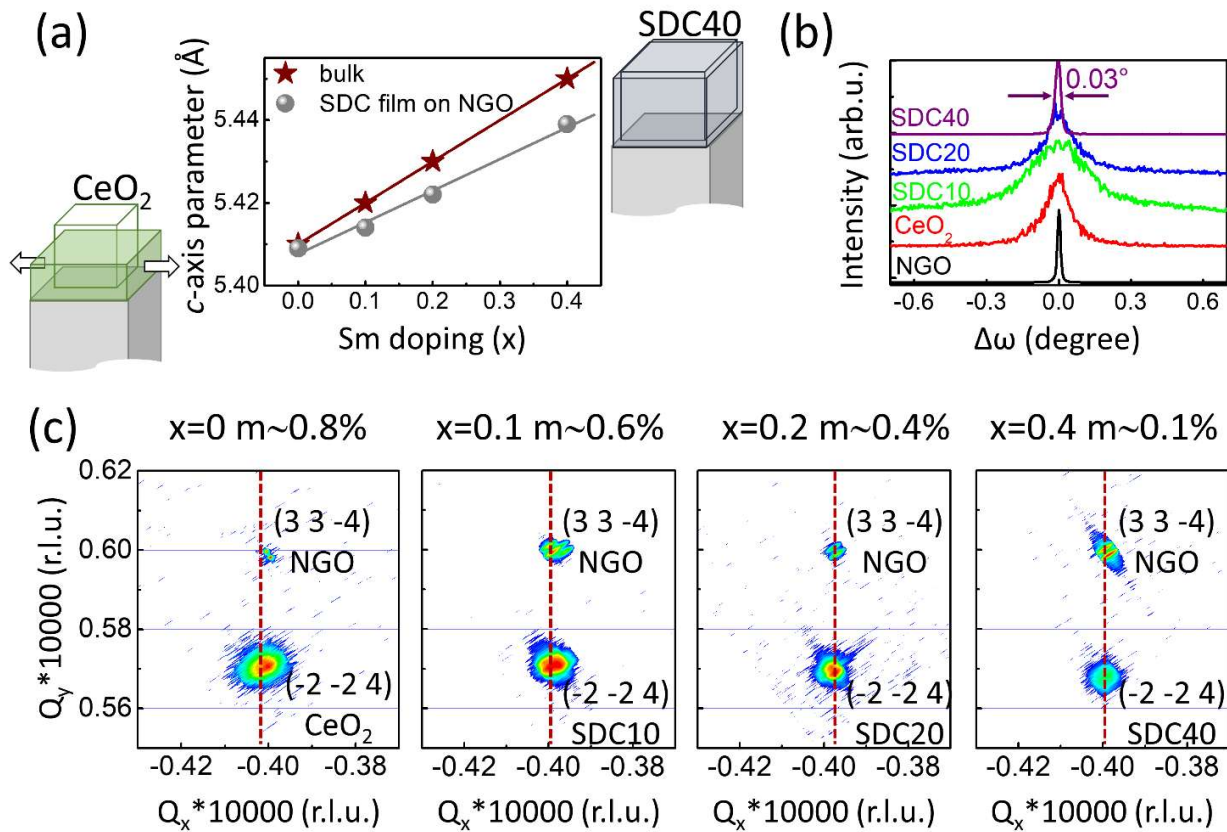 (a)
SDC40
(b)
bulk
SDC film on NGO
c-axis parameter (Å)
5.44
5.42
5.40
0.0 0.1 0.2 0.3 0.4
Sm doping (x)
CeO₂
0.03°
Intensity (arb.u.)
SDC40
SDC20
SDC10
CeO₂
NGO
-0.6 -0.3 0.0 0.3 0.6
Δω (degree)
(c)
x=0 m~0.8% x=0.1 m~0.6% x=0.2 m~0.4% x=0.4 m~0.1%
Q_y*10000 (r.l.u.)
0.62
0.60
0.58
0.56
(3 3 -4) (3 3 -4) (3 3 -4) (3 3 -4)
NGO NGO NGO NGO
(-2 -2 4) (-2 -2 4) (-2 -2 4) (-2 -2 4)
CeO₂ SDC10 SDC20 SDC40
-0.42 -0.40 -0.38 -0.42 -0.40 -0.38 -0.42 -0.40 -0.38 -0.42 -0.40 -0.38
Qₓ*10000 (r.l.u.) Qₓ*10000 (r.l.u.) Qₓ*10000 (r.l.u.) Qₓ*10000 (r.l.u.)